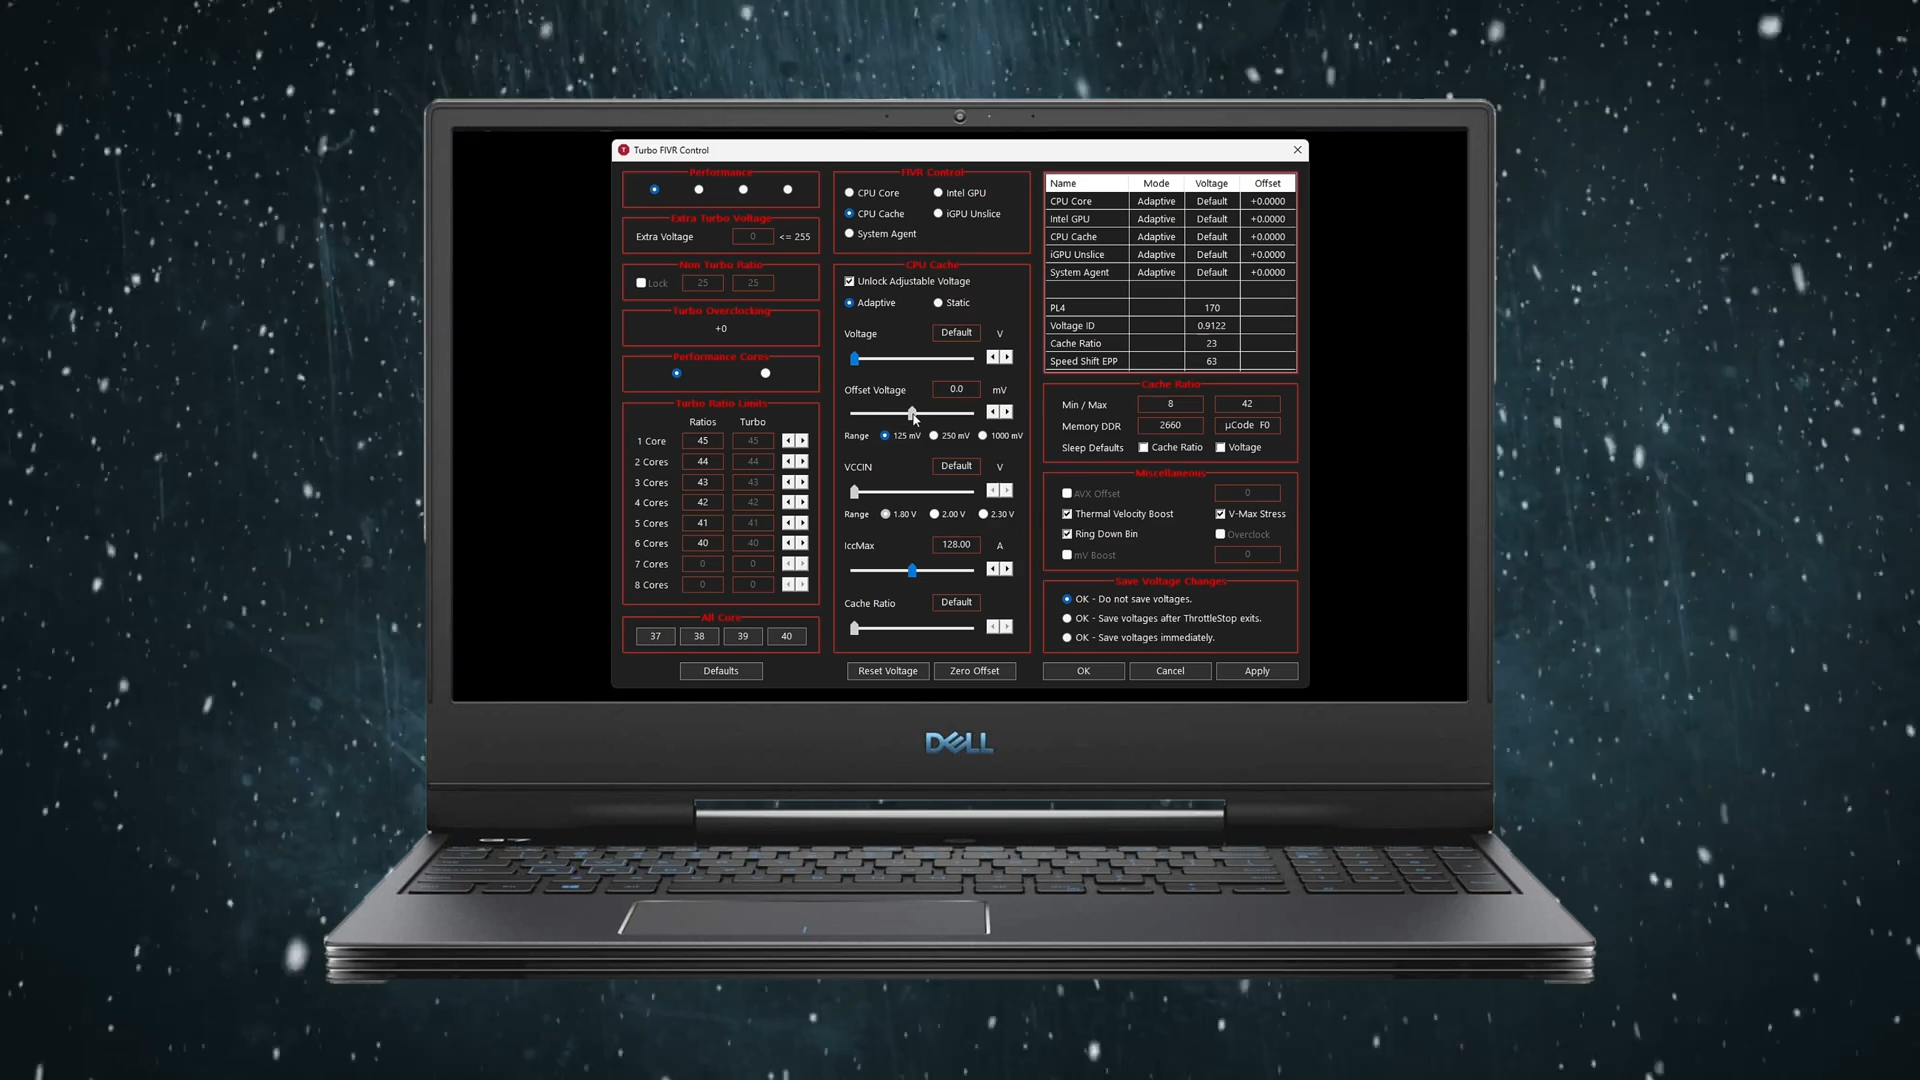 Turbo FIVR Control
Performance
Extra Turbo Voltage
Extra Voltage 0 <= 255
Non Turbo Ratio
Lock 25 25
Turbo Overclocking
+0
Performance Cores
Turbo Ratio Limits
Ratios Turbo
1 Core 45 45
2 Cores 44 44
3 Cores 43 43
4 Cores 42 42
5 Cores 41 41
6 Cores 40 40
7 Cores 0 0
8 Cores 0 0
All Core
37 38 39 40
Defaults
FIVR Control
CPU Core Intel GPU
CPU Cache iGPU Unslice
System Agent
CPU Cache
Unlock Adjustable Voltage
Adaptive Static
Voltage Default V
Offset Voltage 0.0 mV
Range 125 mV 250 mV 1000 mV
VCCIN Default V
Range 1.80 V 2.00 V 2.30 V
IccMax 128.00 A
Cache Ratio Default
Reset Voltage Zero Offset
Name Mode Voltage Offset
CPU Core Adaptive Default +0.0000
Intel GPU Adaptive Default +0.0000
CPU Cache Adaptive Default +0.0000
iGPU Unslice Adaptive Default +0.0000
System Agent Adaptive Default +0.0000
PL4 170
Voltage ID 0.9122
Cache Ratio 23
Speed Shift EPP 63
Cache Ratio
Min / Max 8 42
Memory DDR 2660 µCode F0
Sleep Defaults Cache Ratio Voltage
Miscellaneous
AVX Offset 0
Thermal Velocity Boost V-Max Stress
Ring Down Bin Overclock
mV Boost 0
Save Voltage Changes
OK - Do not save voltages.
OK - Save voltages after ThrottleStop exits.
OK - Save voltages immediately.
OK Cancel Apply
DELL